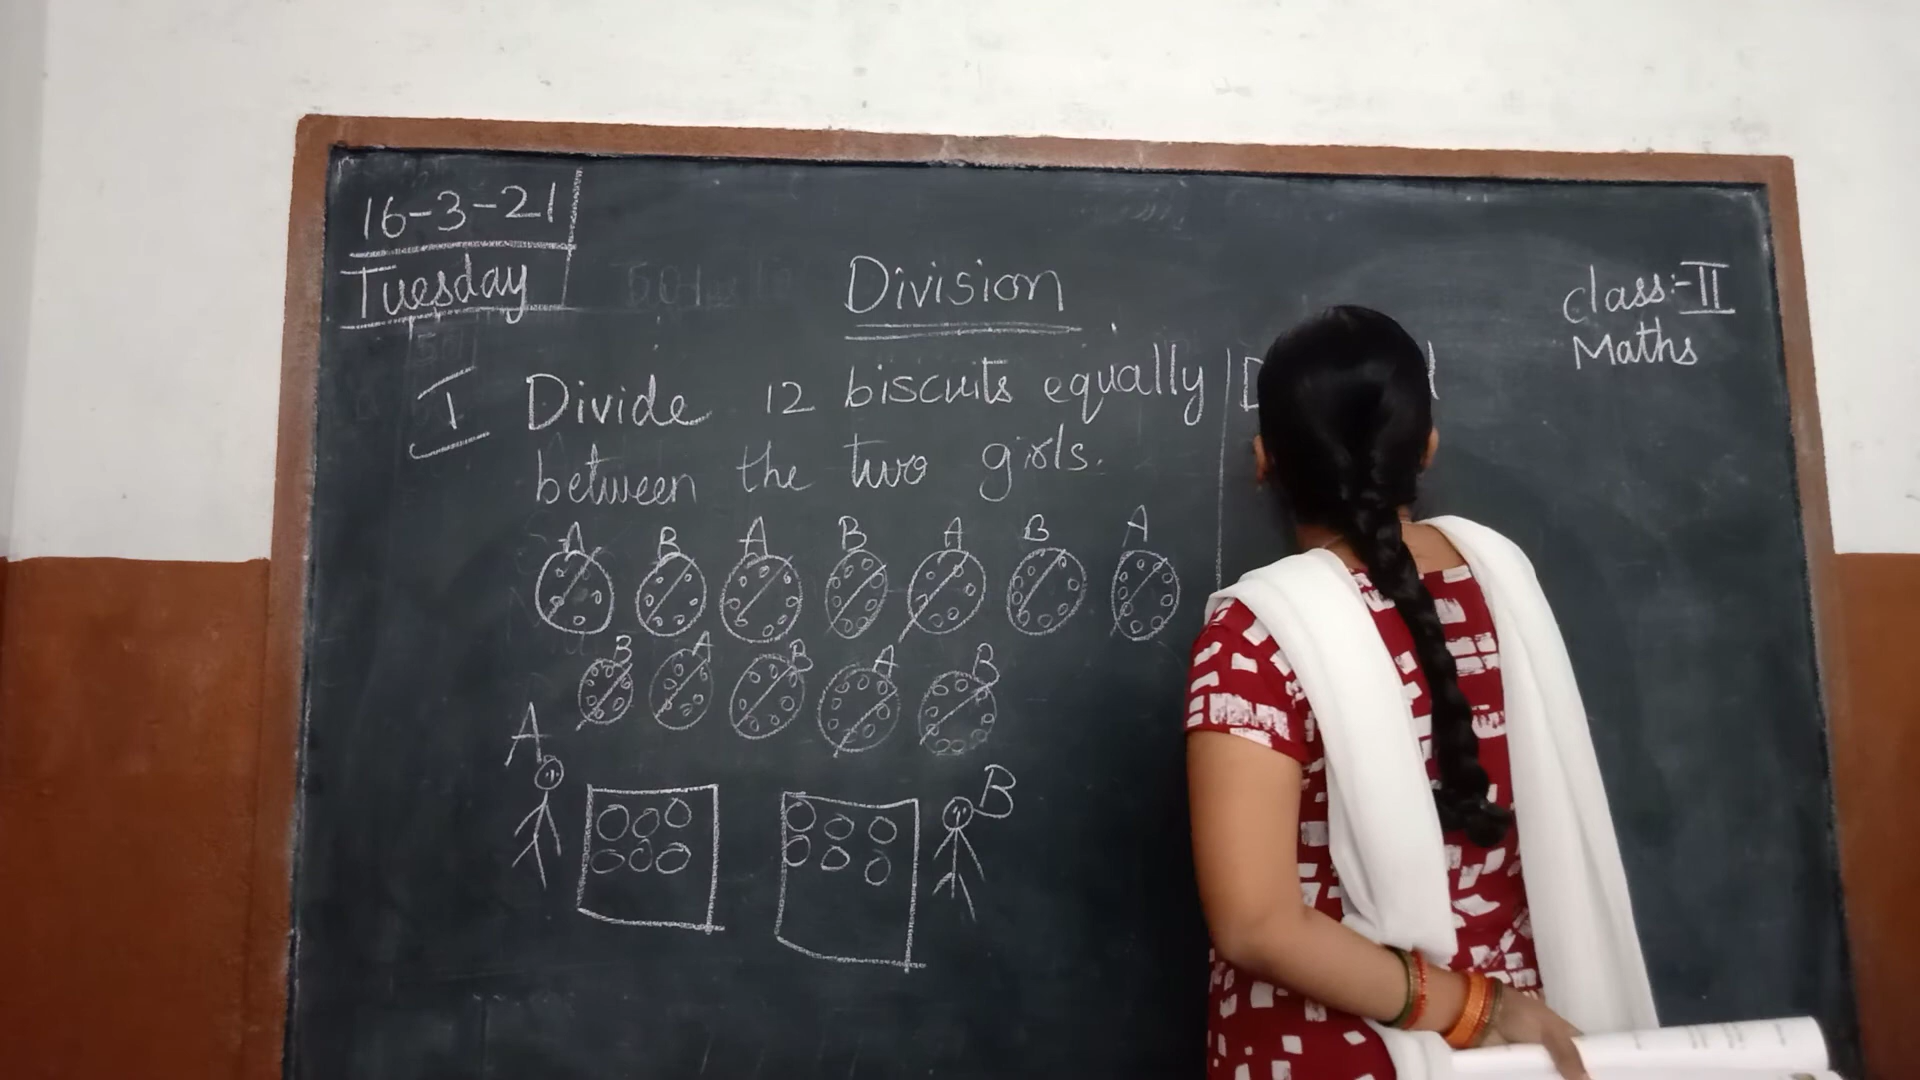 16-3-21
Tuesday
Division
Class:-II
Maths
I Divide 12 biscuits equally
between the two girls.
A B A B A B A
B A B A B
A
B